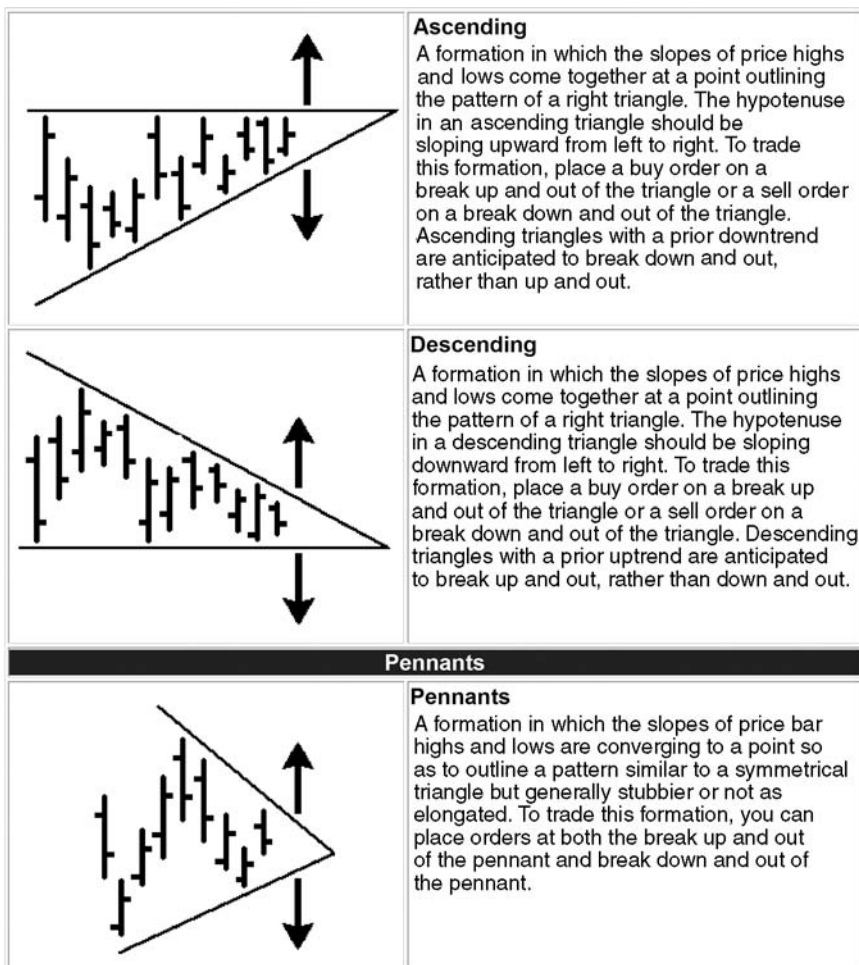 Ascending
A formation in which the slopes of price highs
and lows come together at a point outlining
the pattern of a right triangle. The hypotenuse
in an ascending triangle should be
sloping upward from left to right. To trade
this formation, place a buy order on a
break up and out of the triangle or a sell order
on a break down and out of the triangle.
Ascending triangles with a prior downtrend
are anticipated to break down and out,
rather than up and out.
Descending
A formation in which the slopes of price highs
and lows come together at a point outlining
the pattern of a right triangle. The hypotenuse
in a descending triangle should be sloping
downward from left to right. To trade this
formation, place a buy order on a break up
and out of the triangle or a sell order on a
break down and out of the triangle. Descending
triangles with a prior uptrend are anticipated
to break up and out, rather than down and out.
Pennants
Pennants
A formation in which the slopes of price bar
highs and lows are converging to a point so
as to outline a pattern similar to a symmetrical
triangle but generally stubbier or not as
elongated. To trade this formation, you can
place orders at both the break up and out
of the pennant and break down and out of
the pennant.